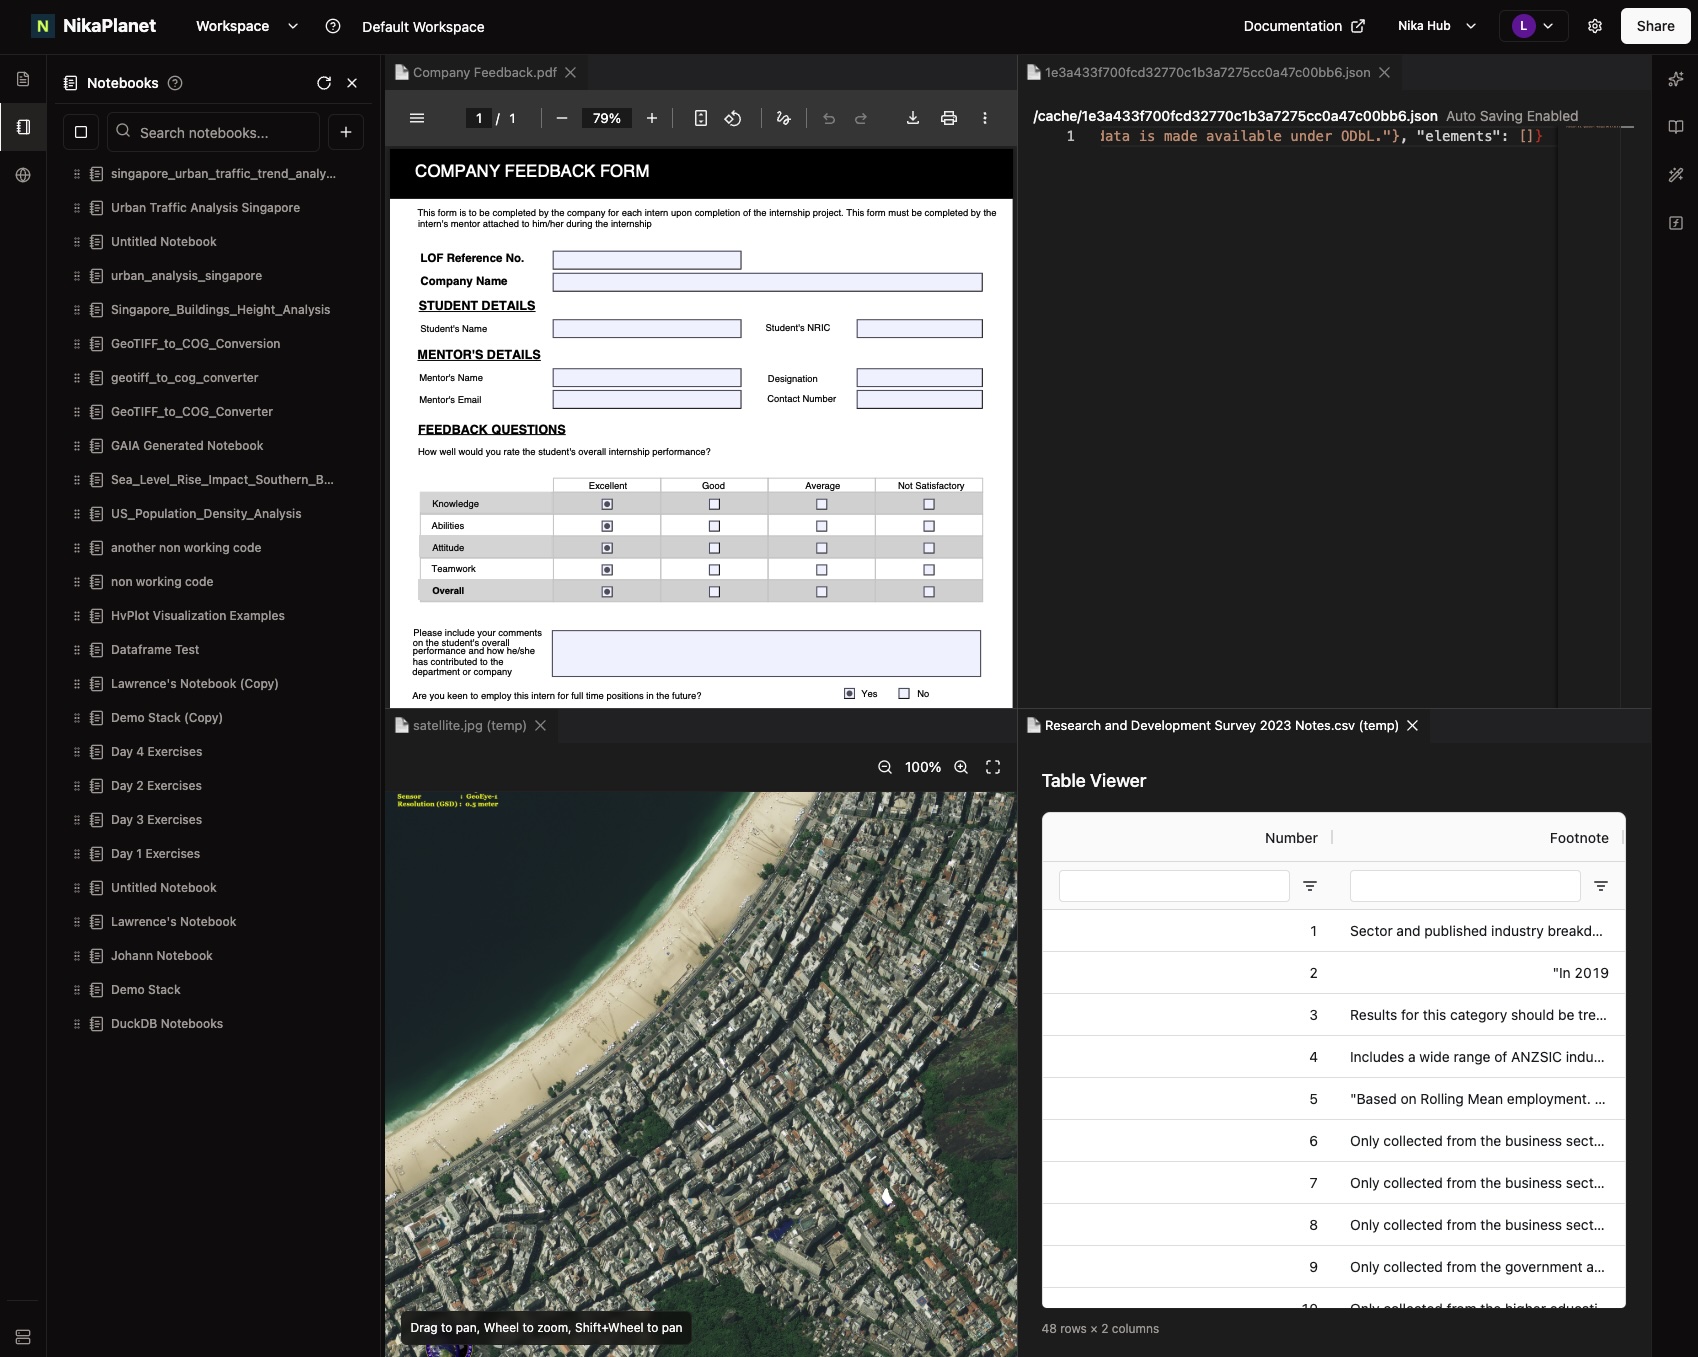 N NikaPlanet
Workspace
Default Workspace
Documentation
Nika Hub
L
Share
Notebooks
Search notebooks...
singapore_urban_traffic_trend_analy...
Urban Traffic Analysis Singapore
Untitled Notebook
urban_analysis_singapore
Singapore_Buildings_Height_Analysis
GeoTIFF_to_COG_Conversion
geotiff_to_cog_converter
GeoTIFF_to_COG_Converter
GAIA Generated Notebook
Sea_Level_Rise_Impact_Southern_B...
US_Population_Density_Analysis
another non working code
non working code
HvPlot Visualization Examples
Dataframe Test
Lawrence's Notebook (Copy)
Demo Stack (Copy)
Day 4 Exercises
Day 2 Exercises
Day 3 Exercises
Day 1 Exercises
Untitled Notebook
Lawrence's Notebook
Johann Notebook
Demo Stack
DuckDB Notebooks
Company Feedback.pdf
1 / 1
79%
COMPANY FEEDBACK FORM
This form is to be completed by the company for each intern upon completion of the internship project. This form must be completed by the
intern's mentor attached to him/her during the internship
LOF Reference No.
Company Name
STUDENT DETAILS
Student's Name
Student's NRIC
MENTOR'S DETAILS
Mentor's Name
Designation
Mentor's Email
Contact Number
FEEDBACK QUESTIONS
How well would you rate the student's overall internship performance?
Excellent Good Average Not Satisfactory
Knowledge
Abilities
Attitude
Teamwork
Overall
Please include your comments
on the student's overall
performance and how he/she
has contributed to the
department or company
Are you keen to employ this intern for full time positions in the future?
Yes
No
1e3a433f700fcd32770c1b3a7275cc0a47c00bb6.json
/cache/1e3a433f700fcd32770c1b3a7275cc0a47c00bb6.json Auto Saving Enabled
1 data is made available under ODbL."}, "elements": []}
satellite.jpg (temp)
100%
Sensor : GeoEye-1
Resolution (GSD) : 0.5 meter
Drag to pan, Wheel to zoom, Shift+Wheel to pan
Research and Development Survey 2023 Notes.csv (temp)
Table Viewer
Number Footnote
1 Sector and published industry breakd...
2 "In 2019
3 Results for this category should be tre...
4 Includes a wide range of ANZSIC indu...
5 "Based on Rolling Mean employment. ...
6 Only collected from the business sect...
7 Only collected from the business sect...
8 Only collected from the business sect...
9 Only collected from the government a...
10 Only collected from the higher educati...
48 rows × 2 columns